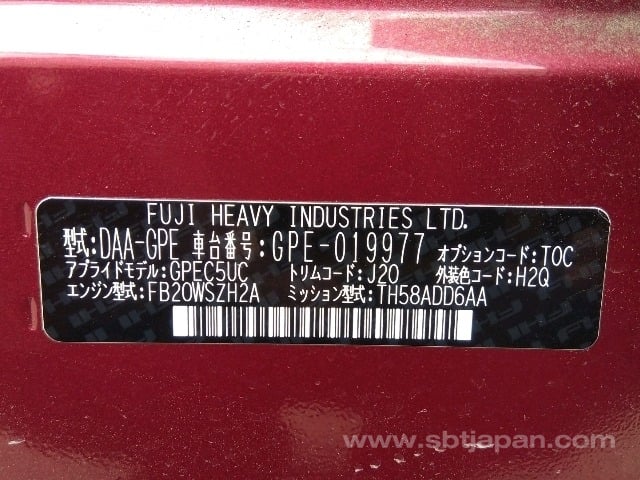 FUJI HEAVY INDUSTRIES LTD.
型式:DAA-GPE 車台番号:GPE-019977 オプションコード:TOC
アプライドモデル:GPEC5UC トリムコード:J20 外装色コード:H2Q
エンジン型式:FB20WSZH2A ミッション型式:TH58ADD6AA
www.sbtjapan.com